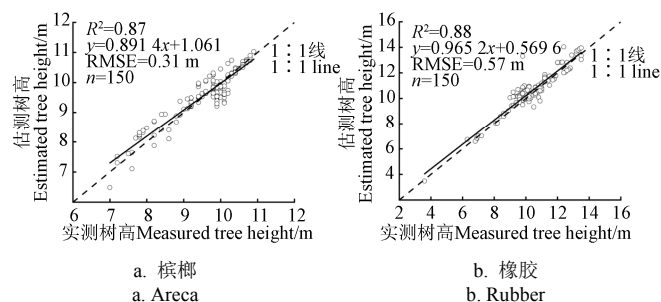 R²=0.87
y=0.891 4x+1.061
RMSE=0.31 m
n=150
1∶1线
1∶1 line
估测树高
Estimated tree height/m
12
11
10
9
8
7
6 7 8 9 10 11 12
实测树高Measured tree height/m
a. 槟榔
a. Areca
R²=0.88
y=0.965 2x+0.569 6
RMSE=0.57 m
n=150
1∶1线
1∶1 line
估测树高
Estimated tree height/m
16
14
12
10
8
6
4
2 4 6 8 10 12 14 16
实测树高Measured tree height/m
b. 橡胶
b. Rubber